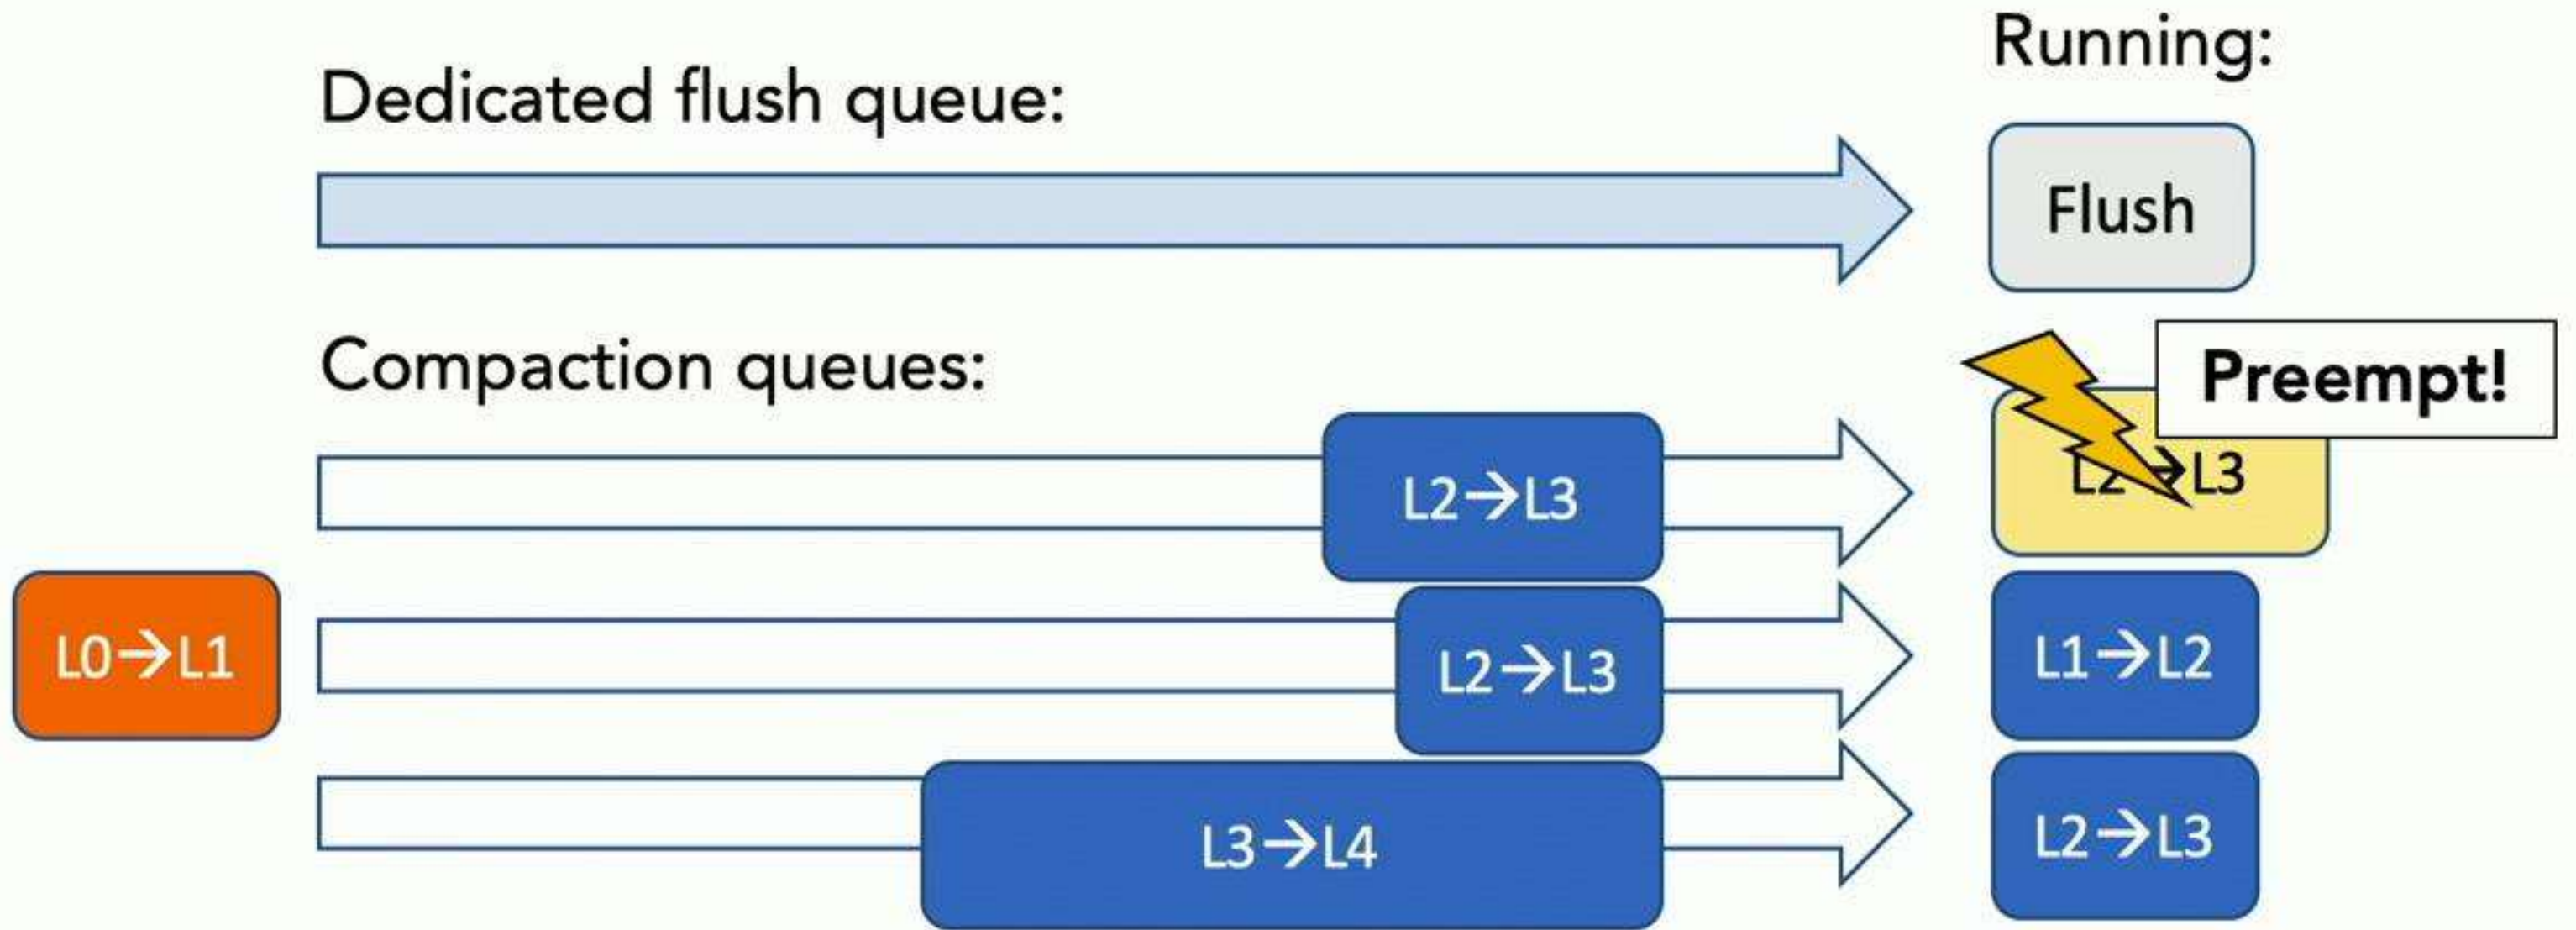 Running:
Dedicated flush queue:
Flush
Preempt!
Compaction queues:
L2→L3
L2→L3
L0→L1
L2→L3
L1→L2
L3→L4
L2→L3